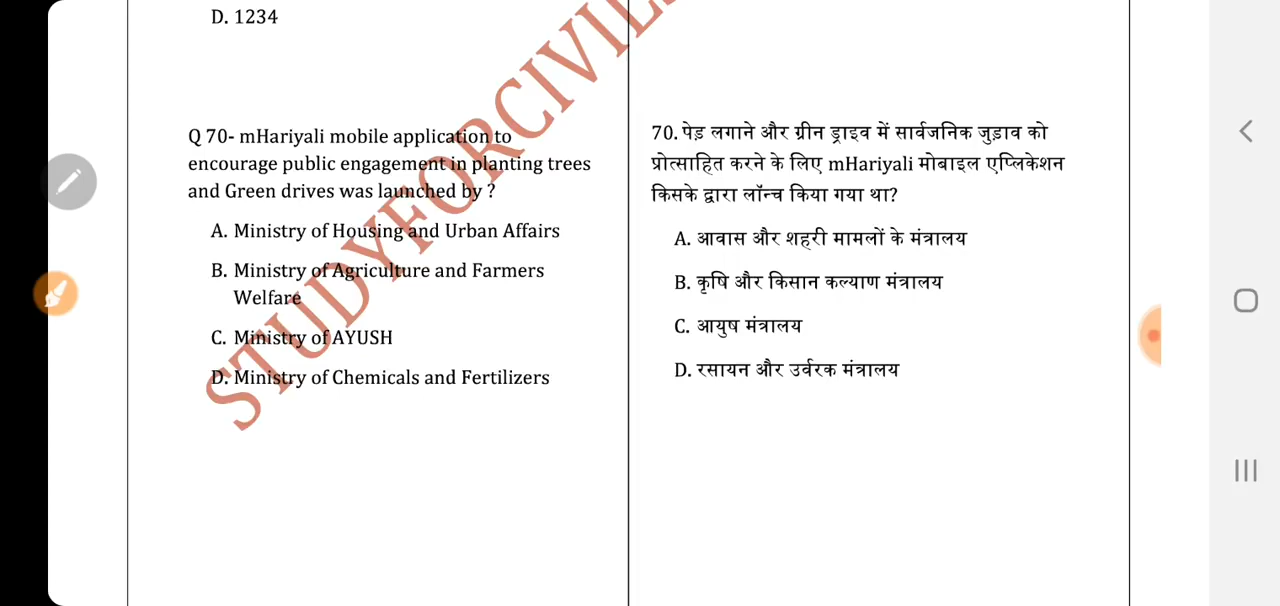 D. 1234
Q 70- mHariyali mobile application to
encourage public engagement in planting trees
and Green drives was launched by ?
A. Ministry of Housing and Urban Affairs
B. Ministry of Agriculture and Farmers
Welfare
C. Ministry of AYUSH
D. Ministry of Chemicals and Fertilizers
70. पेड़ लगाने और ग्रीन ड्राइव में सार्वजनिक जुड़ाव को
प्रोत्साहित करने के लिए mHariyali मोबाइल एप्लिकेशन
किसके द्वारा लॉन्च किया गया था?
A. आवास और शहरी मामलों के मंत्रालय
B. कृषि और किसान कल्याण मंत्रालय
C. आयुष मंत्रालय
D. रसायन और उर्वरक मंत्रालय
STUDYFORCIVIL